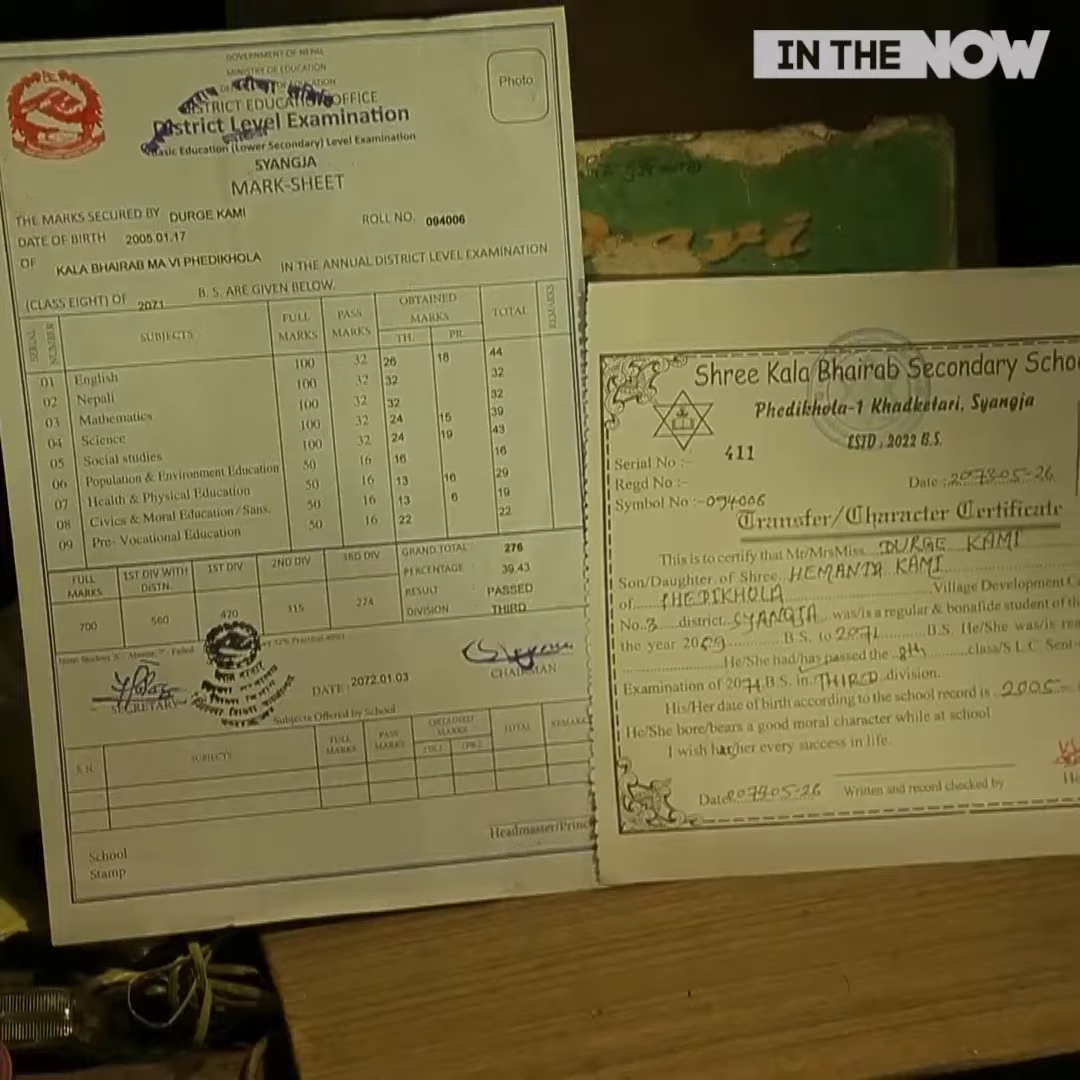 IN THE NOW
GOVERNMENT OF NEPAL
MINISTRY OF EDUCATION
DISTRICT EDUCATION OFFICE
District Level Examination
Basic Education (Lower Secondary) Level Examination
SYANGJA
MARK-SHEET
Photo
THE MARKS SECURED BY DURGE KAMI ROLL NO. 094006
DATE OF BIRTH 2005.01.17
OF KALA BHAIRAB MA VI PHEDIKHOLA IN THE ANNUAL DISTRICT LEVEL EXAMINATION
(CLASS EIGHT) OF 2071 B. S. ARE GIVEN BELOW.
SERIAL NUMBER SUBJECTS FULL MARKS PASS MARKS OBTAINED MARKS TH. PR. TOTAL REMARKS
01 English 100 32 26 18 44
02 Nepali 100 32 32 32
03 Mathematics 100 32 32 32
04 Science 100 32 24 15 39
05 Social studies 100 32 24 19 43
06 Population & Environment Education 50 16 16 16
07 Health & Physical Education 50 16 13 16 29
08 Civics & Moral Education/ Sans. 50 16 13 6 19
09 Pre- Vocational Education 50 16 22 22
FULL MARKS 1ST DIV WITH DISTN. 1ST DIV 2ND DIV 3RD DIV
700 560 420 315 224
GRAND TOTAL : 276
PERCENTAGE : 39.43
RESULT PASSED
DIVISION THIRD
SECRETARY
DATE : 2072.01.03
CHAIRMAN
Subjects Offered by School
S.N. SUBJECTS FULL MARKS PASS MARKS OBTAINED MARKS (TH.) (PR.) TOTAL REMARK
Headmaster/Princ
School
Stamp
Shree Kala Bhairab Secondary Schoo
Phedikhola-1 Khadketari, Syangja
ESTD : 2022 B.S.
Serial No :- 411
Regd No :-
Date : 2073-05-26
Symbol No :- 094006
Transfer/Character Certificate
This is to certify that Mr/MrsMiss DURGE KAMI
Son/Daughter of Shree HEMANTA KAMI
of PHEDIKHOLA Village Development
No. 3 district SYANGJA was/is a regular & bonafide student of
the year 2069 B.S. to 2071 B.S. He/She was/is
He/She had/has passed the 8th class/S L C Sent
Examination of 2071 B.S. in THIRD division.
His/Her date of birth according to the school record is 2005
He/She bore/bears a good moral character while at school
I wish her every success in life.
Date 2073-05-26 Written and record checked by